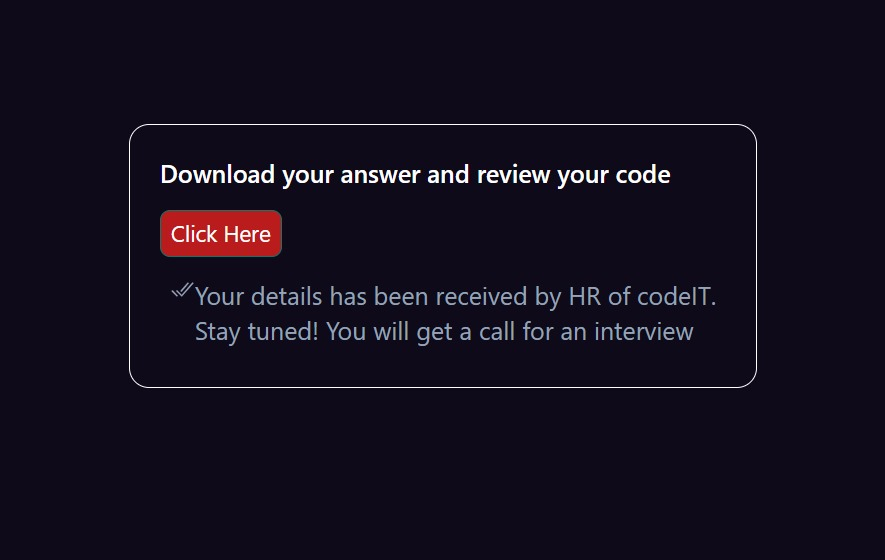 Download your answer and review your code
Click Here
Your details has been received by HR of codeIT.
Stay tuned! You will get a call for an interview